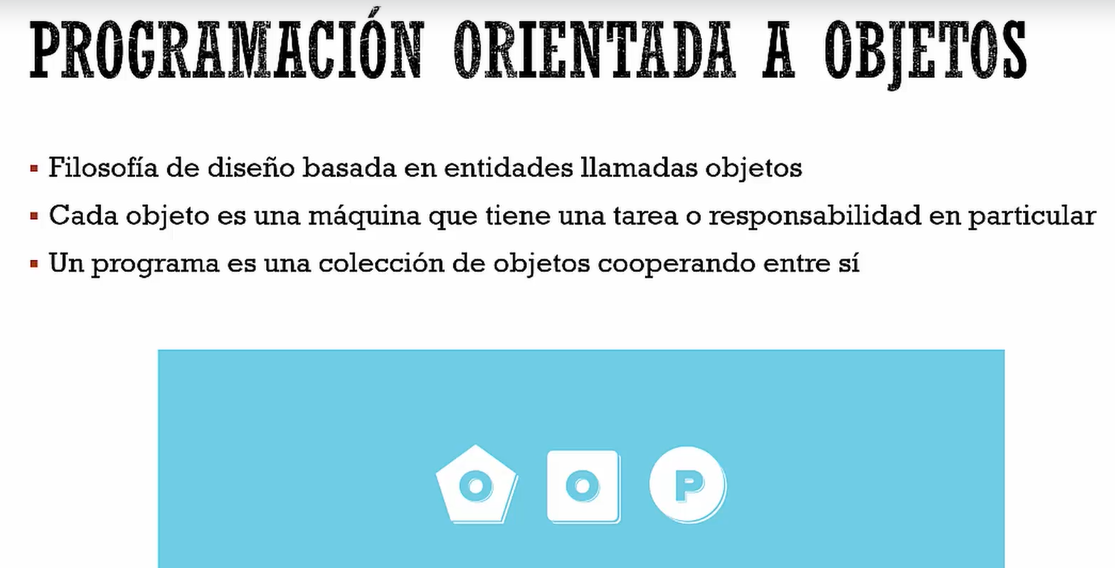 PROGRAMACIÓN ORIENTADA A OBJETOS
▪ Filosofía de diseño basada en entidades llamadas objetos
▪ Cada objeto es una máquina que tiene una tarea o responsabilidad en particular
▪ Un programa es una colección de objetos cooperando entre sí
O O P